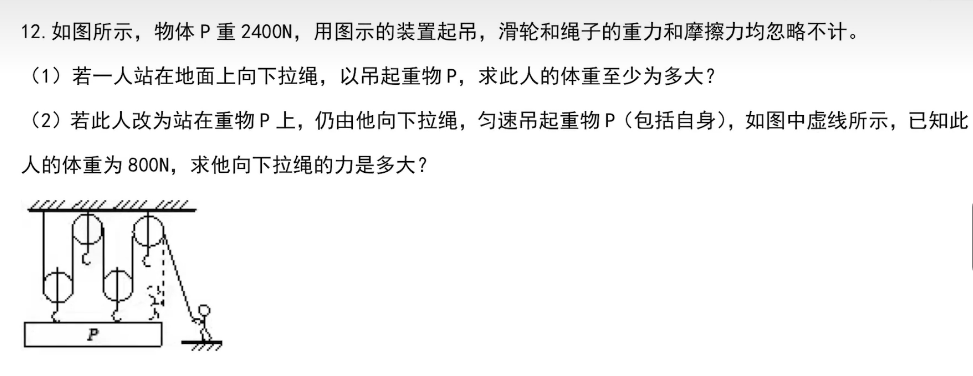 12. 如图所示，物体 P 重 2400N，用图示的装置起吊，滑轮和绳子的重力和摩擦力均忽略不计。
（1）若一人站在地面上向下拉绳，以吊起重物 P，求此人的体重至少为多大？
（2）若此人改为站在重物 P 上，仍由他向下拉绳，匀速吊起重物 P（包括自身），如图中虚线所示，已知此
人的体重为 800N，求他向下拉绳的力是多大？
P